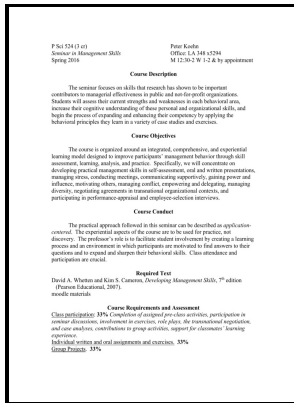 P Sci 524 (3 cr)
Peter Koehn
Seminar in Management Skills
Office: LA 348 x5294
Spring 2016
M 12:30-2 W 1-2 & by appointment
Course Description
The seminar focuses on skills that research has shown to be important
contributors to managerial effectiveness in public and not-for-profit organizations.
Students will assess their current strengths and weaknesses in each behavioral area,
increase their cognitive understanding of these personal and organizational skills, and
begin the process of expanding and enhancing their competency by applying the
behavioral principles they learn in a variety of case studies and exercises.
Course Objectives
The course is organized around an integrated, comprehensive, and experiential
learning model designed to improve participants' management behavior through skill
assessment, learning, analysis, and practice. Specifically, we will concentrate on
developing practical management skills in self-assessment, oral and written presentations,
managing stress, conducting meetings, communicating supportively, gaining power and
influence, motivating others, managing conflict, empowering and delegating, managing
diversity, negotiating agreements in transnational organizational contexts, and
participating in performance-appraisal and employee-selection interviews.
Course Conduct
The practical approach followed in this seminar can be described as application-
centered. The experiential aspects of the course are to be used for practice, not
discovery. The professor's role is to facilitate student involvement by creating a learning
process and an environment in which participants are motivated to find answers to their
questions and to expand and sharpen their behavioral skills. Class attendance and
participation are crucial.
Required Text
David A. Whetten and Kim S. Cameron, Developing Management Skills, 7th edition
(Pearson Educational, 2007).
moodle materials
Course Requirements and Assessment
Class participation: 33% Completion of assigned pre-class activities, participation in
seminar discussions, involvement in exercises, role plays, the transnational negotiation,
and case analyses, contributions to group activities, support for classmates' learning
experience.
Individual written and oral assignments and exercises. 33%
Group Projects. 33%